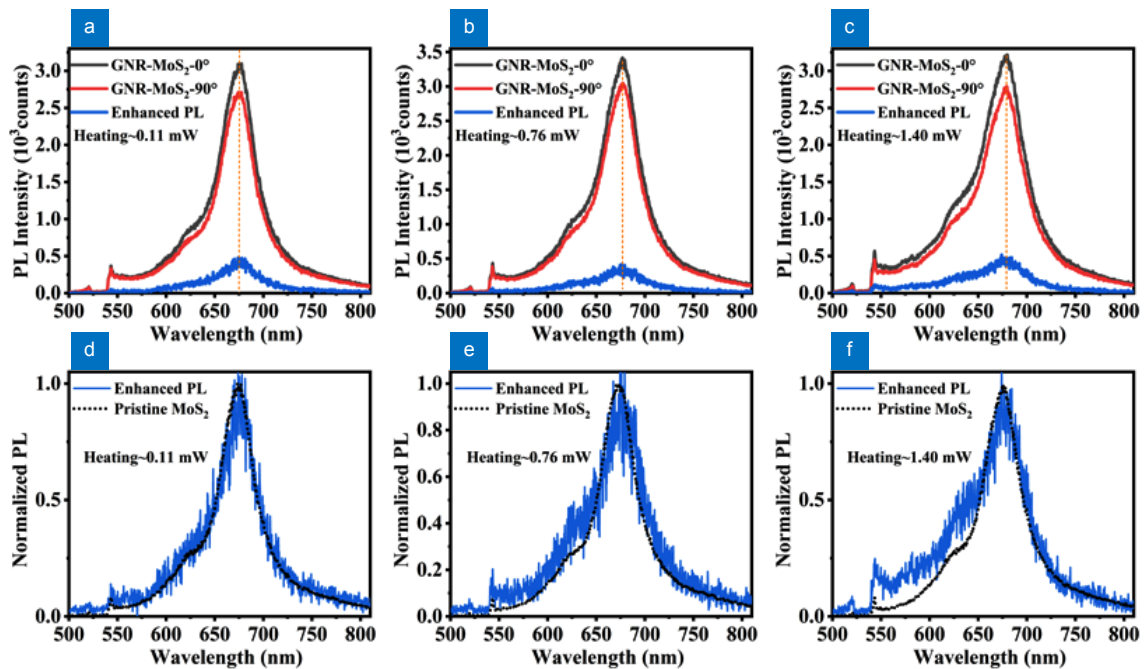 a
GNR-MoS₂-0°
GNR-MoS₂-90°
Enhanced PL
Heating~0.11 mW
PL Intensity (10³counts)
3.0
2.5
2.0
1.5
1.0
0.5
0.0
500 550 600 650 700 750 800
Wavelength (nm)
b
GNR-MoS₂-0°
GNR-MoS₂-90°
Enhanced PL
Heating~0.76 mW
PL Intensity (10³counts)
3.5
3.0
2.5
2.0
1.5
1.0
0.5
0.0
500 550 600 650 700 750 800
Wavelength (nm)
c
GNR-MoS₂-0°
GNR-MoS₂-90°
Enhanced PL
Heating~1.40 mW
PL Intensity (10³counts)
3.0
2.5
2.0
1.5
1.0
0.5
0.0
500 550 600 650 700 750 800
Wavelength (nm)
d
Enhanced PL
Pristine MoS₂
Heating~0.11 mW
Normalized PL
1.0
0.5
0.0
500 550 600 650 700 750 800
Wavelength (nm)
e
Enhanced PL
Pristine MoS₂
Heating~0.76 mW
Normalized PL
1.0
0.8
0.6
0.4
0.2
0.0
500 550 600 650 700 750 800
Wavelength (nm)
f
Enhanced PL
Pristine MoS₂
Heating~1.40 mW
Normalized PL
1.0
0.5
0.0
500 550 600 650 700 750 800
Wavelength (nm)